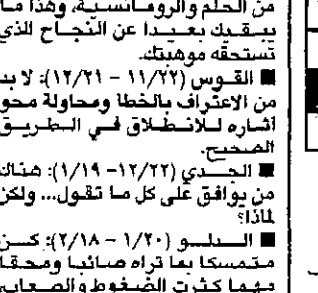 من الحلم والرومانسية، وهذا ما
يبقيك بعيدا عن النجاح الذي
تستحقه موهبتك.
■ القوس (١١/٢٢ - ١٢/٢١): لا بد
من الاعتراف بالخطا ومحاولة محو
آثاره للانطلاق في الطريق
الصحيح.
■ الجدي (١٢/٢٢- ١/١٩): هناك
من يوافق على كل ما تقول... ولكن
لماذا؟
■ الدلو (١/٢٠ - ٢/١٨): كن
متمسكا بما تراه صائبا ومحقا
مهما كثرت الضغوط والصعاب